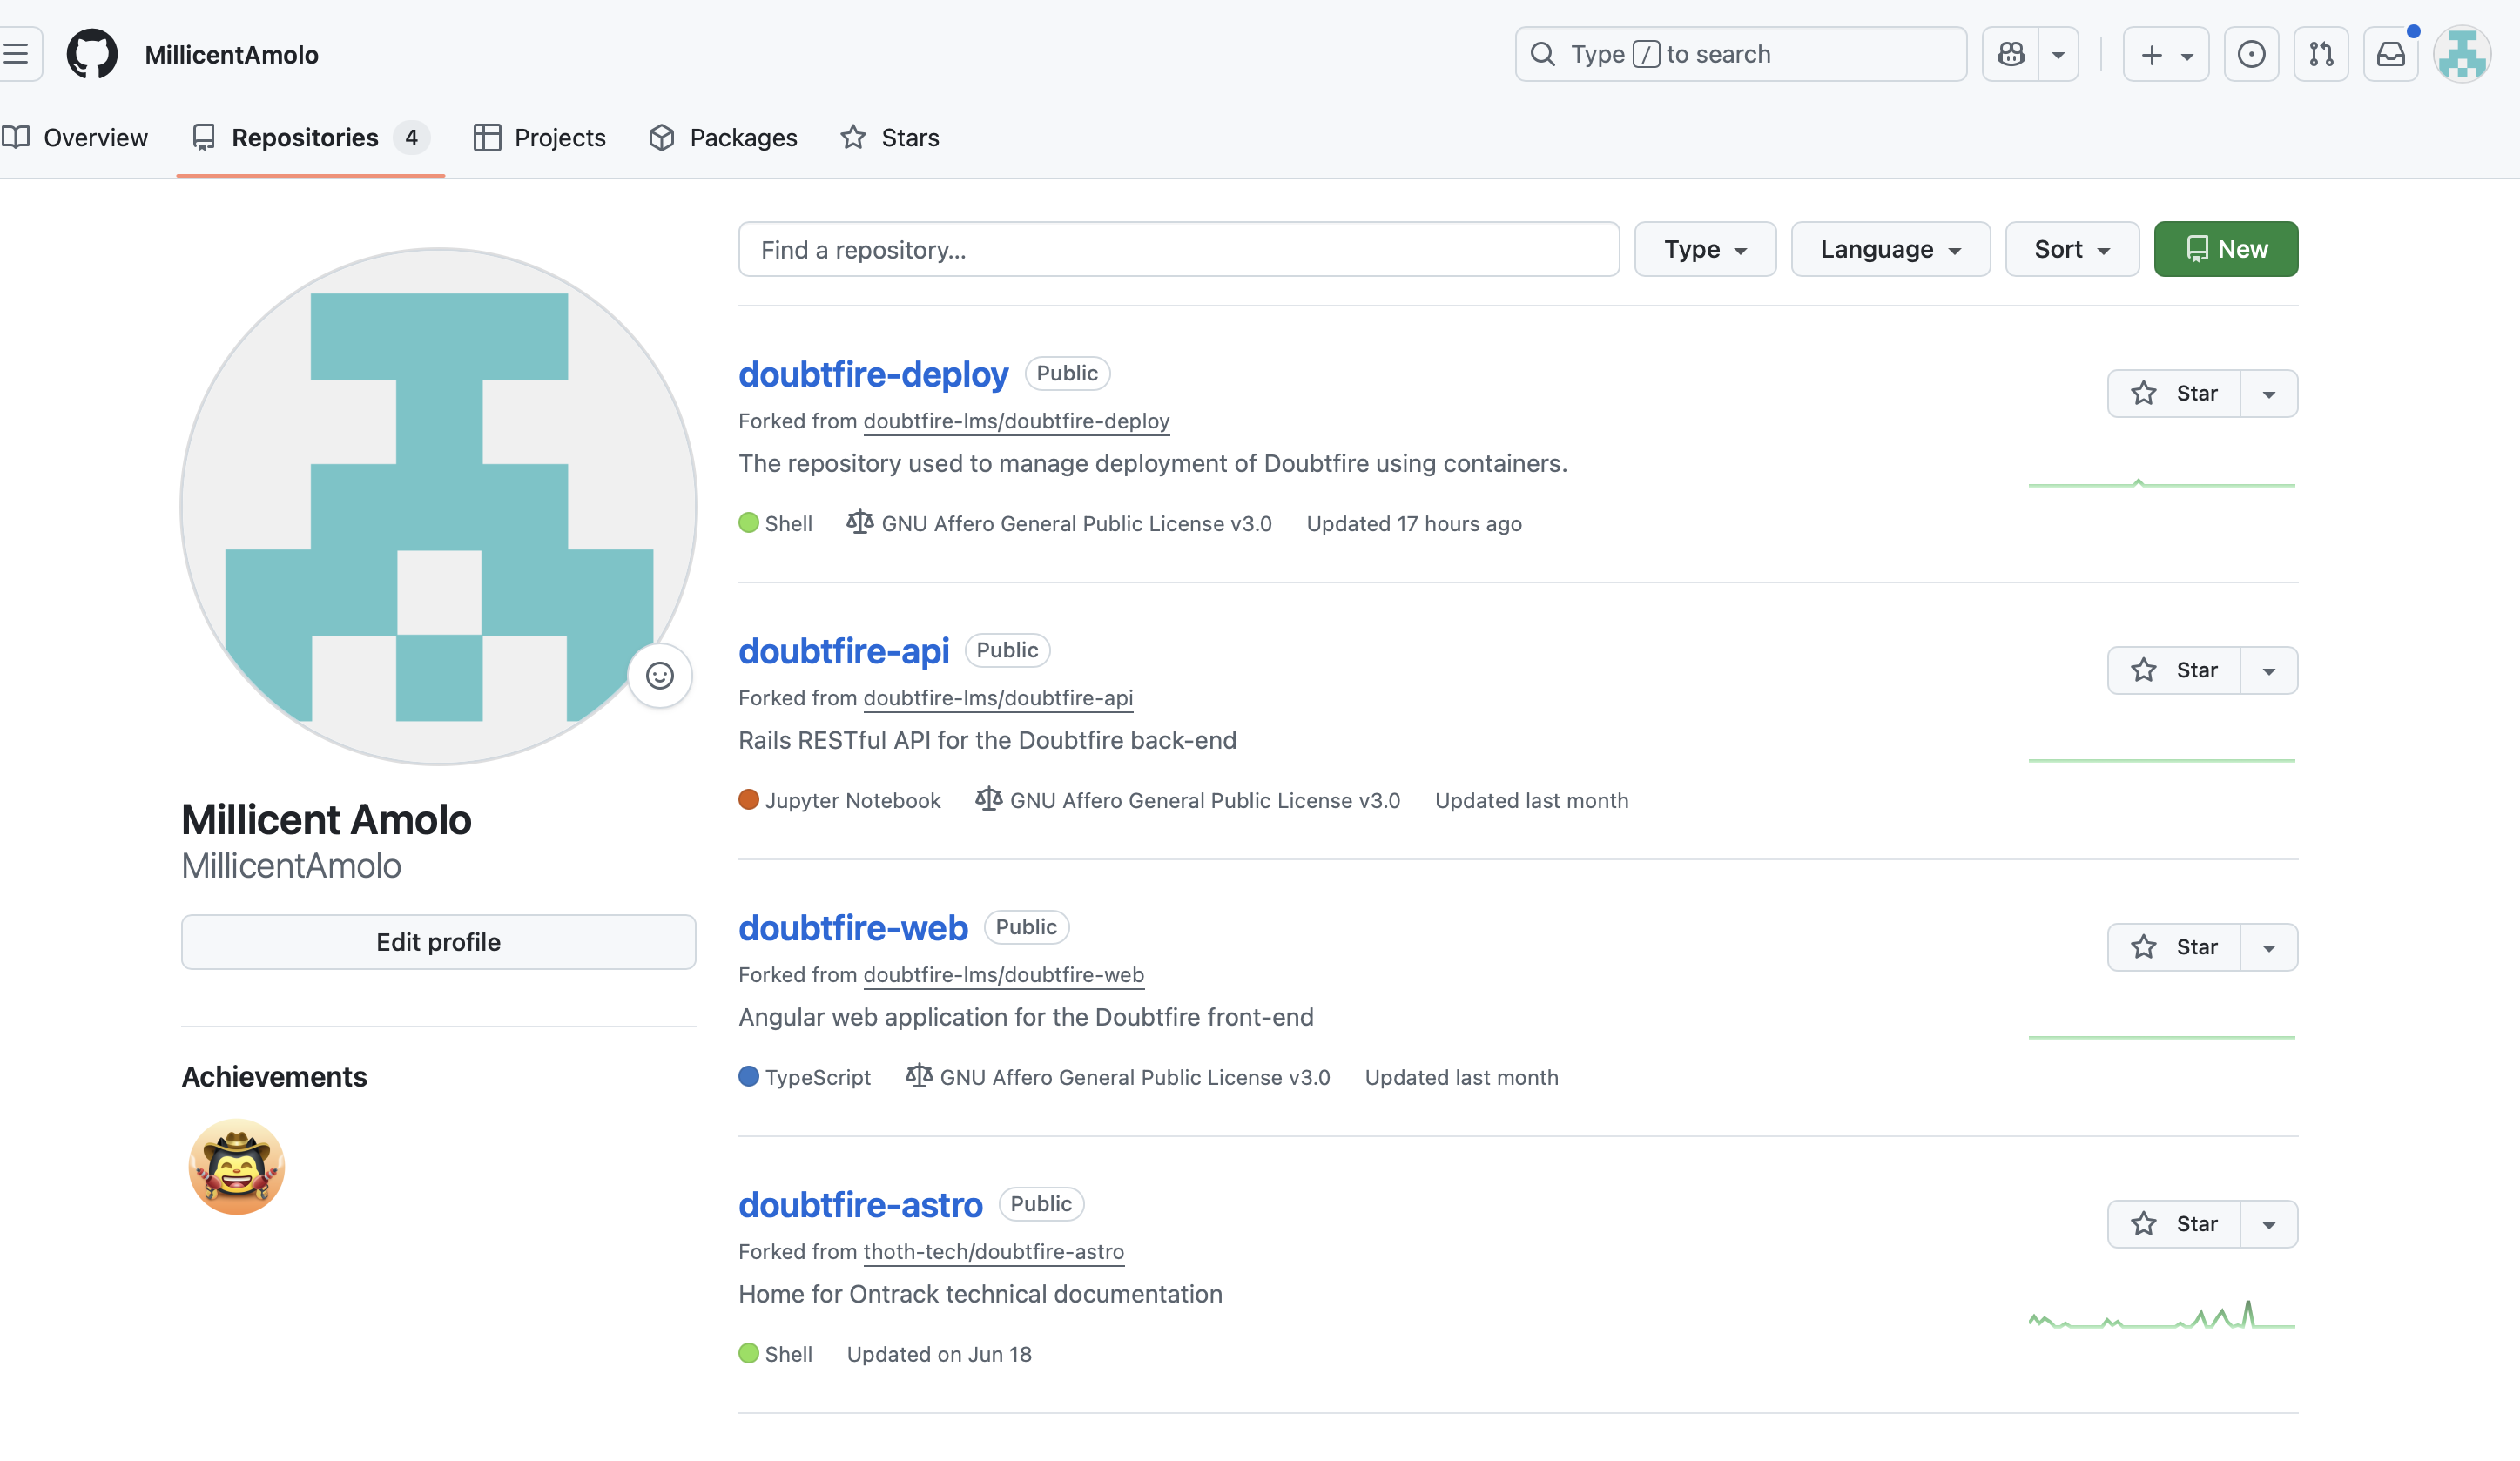 MillicentAmolo
Type / to search
Overview
Repositories 4
Projects
Packages
Stars
Find a repository...
Type
Language
Sort
New
Millicent Amolo
MillicentAmolo
Edit profile
Achievements
doubtfire-deploy Public
Star
Forked from doubtfire-lms/doubtfire-deploy
The repository used to manage deployment of Doubtfire using containers.
Shell GNU Affero General Public License v3.0 Updated 17 hours ago
doubtfire-api Public
Star
Forked from doubtfire-lms/doubtfire-api
Rails RESTful API for the Doubtfire back-end
Jupyter Notebook GNU Affero General Public License v3.0 Updated last month
doubtfire-web Public
Star
Forked from doubtfire-lms/doubtfire-web
Angular web application for the Doubtfire front-end
TypeScript GNU Affero General Public License v3.0 Updated last month
doubtfire-astro Public
Star
Forked from thoth-tech/doubtfire-astro
Home for Ontrack technical documentation
Shell Updated on Jun 18